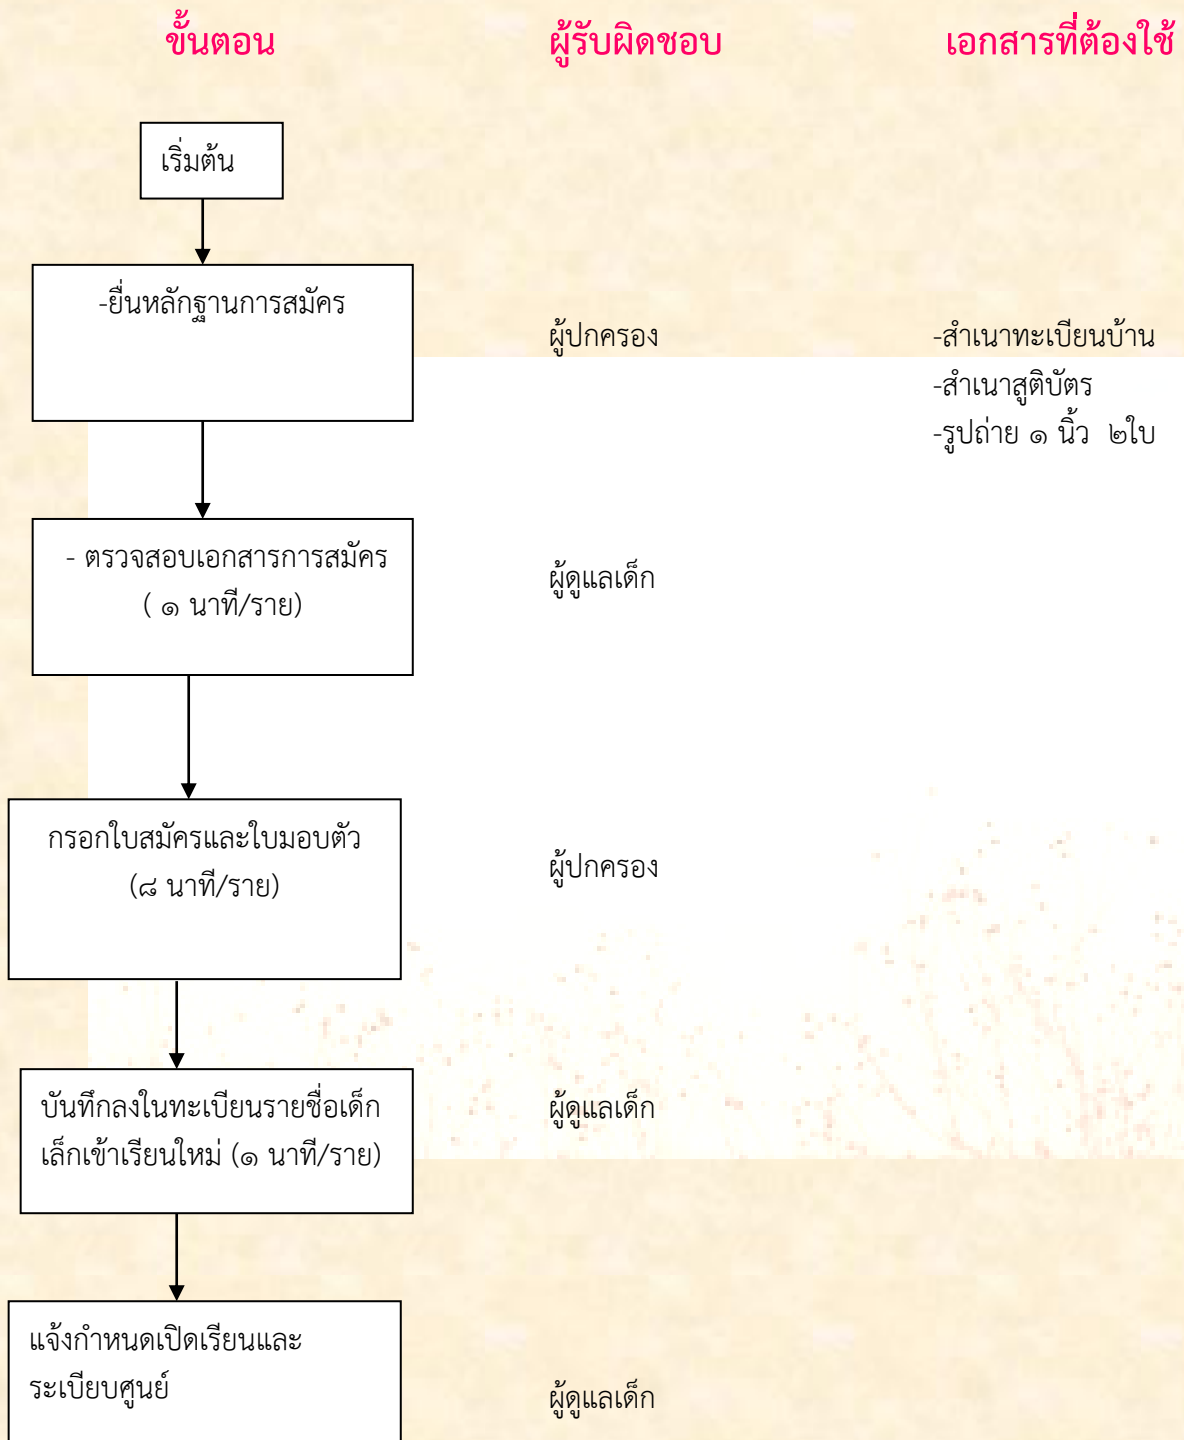 ขั้นตอน ผู้รับผิดชอบ เอกสารที่ต้องใช้
เริ่มต้น
-ยื่นหลักฐานการสมัคร
ผู้ปกครอง -สำเนาทะเบียนบ้าน
-สำเนาสูติบัตร
-รูปถ่าย ๑ นิ้ว ๒ใบ
- ตรวจสอบเอกสารการสมัคร
( ๑ นาที/ราย)
ผู้ดูแลเด็ก
กรอกใบสมัครและใบมอบตัว
(๘ นาที/ราย)
ผู้ปกครอง
บันทึกลงในทะเบียนรายชื่อเด็ก
เล็กเข้าเรียนใหม่ (๑ นาที/ราย)
ผู้ดูแลเด็ก
แจ้งกำหนดเปิดเรียนและ
ระเบียบศูนย์
ผู้ดูแลเด็ก